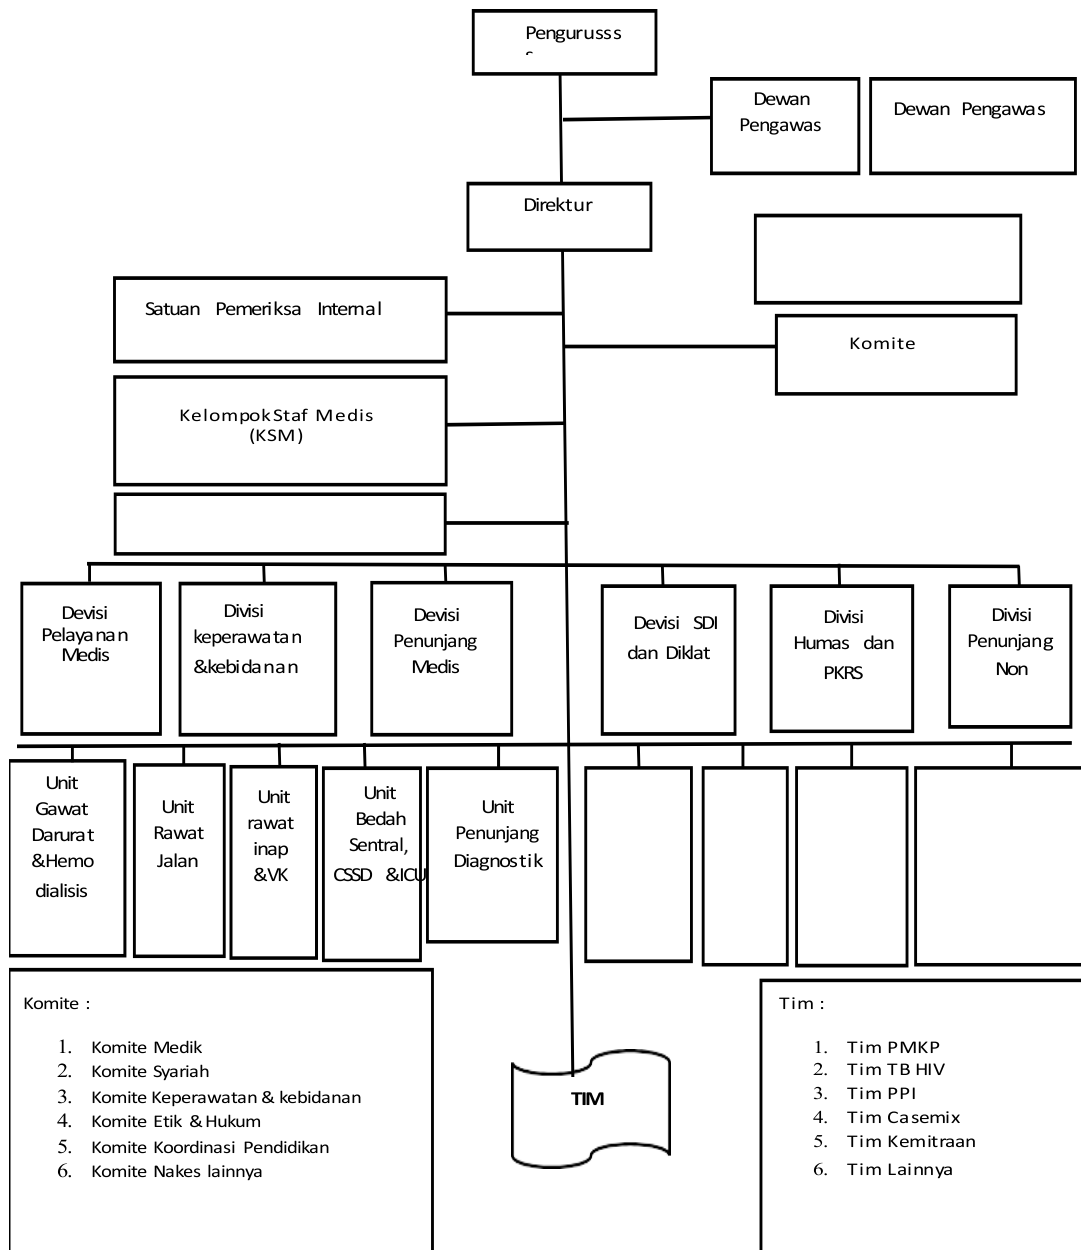 Pengurusss
Dewan
Pengawas
Dewan Pengawas
Direktur
Satuan Pemeriksa Internal
Komite
KelompokStaf Medis
(KSM)
Devisi
Pelayanan
Medis
Divisi
keperawatan
&kebidanan
Devisi
Penunjang
Medis
Devisi SDI
dan Diklat
Divisi
Humas dan
PKRS
Divisi
Penunjang
Non
Unit
Gawat
Darurat
&Hemo
dialisis
Unit
Rawat
Jalan
Unit
rawat
inap
&VK
Unit
Bedah
Sentral,
CSSD &ICU
Unit
Penunjang
Diagnostik
Komite :
1. Komite Medik
2. Komite Syariah
3. Komite Keperawatan & kebidanan
4. Komite Etik & Hukum
5. Komite Koordinasi Pendidikan
6. Komite Nakes lainnya
TIM
Tim :
1. Tim PMKP
2. Tim TB HIV
3. Tim PPI
4. Tim Casemix
5. Tim Kemitraan
6. Tim Lainnya